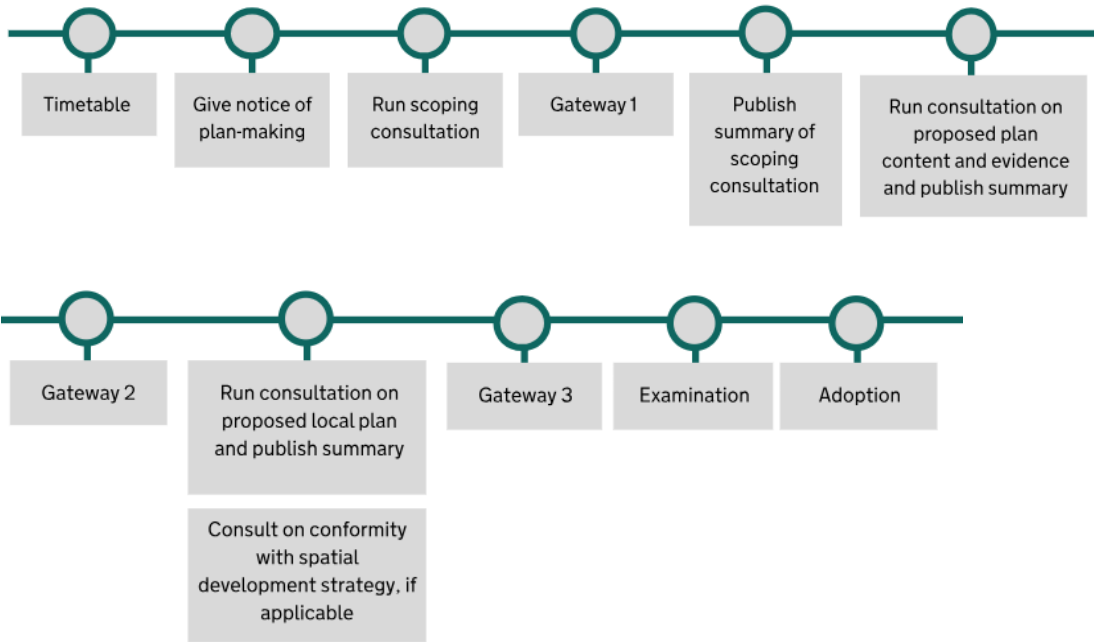 Timetable
Give notice of
plan-making
Run scoping
consultation
Gateway 1
Publish
summary of
scoping
consultation
Run consultation on
proposed plan
content and evidence
and publish summary
Gateway 2
Run consultation on
proposed local plan
and publish summary
Consult on conformity
with spatial
development strategy, if
applicable
Gateway 3
Examination
Adoption